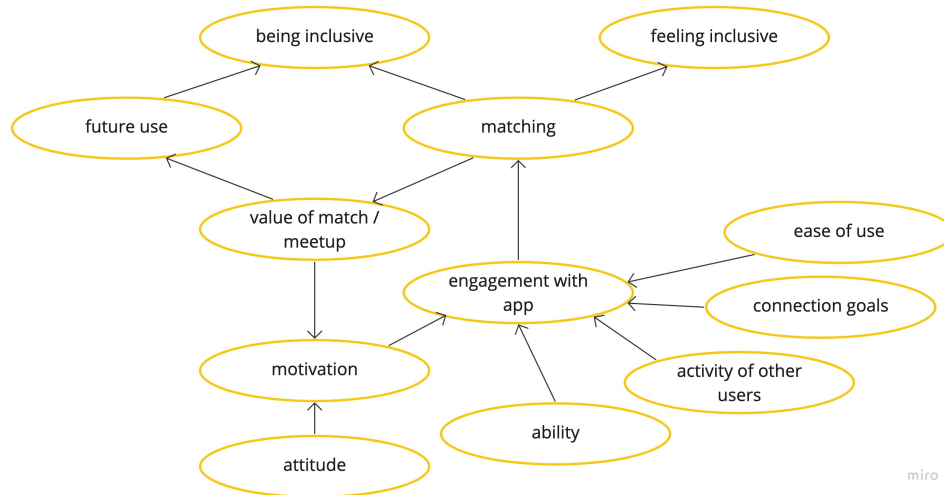 being inclusive
feeling inclusive
future use
matching
value of match /
meetup
ease of use
engagement with
app
connection goals
motivation
activity of other
users
ability
attitude
miro